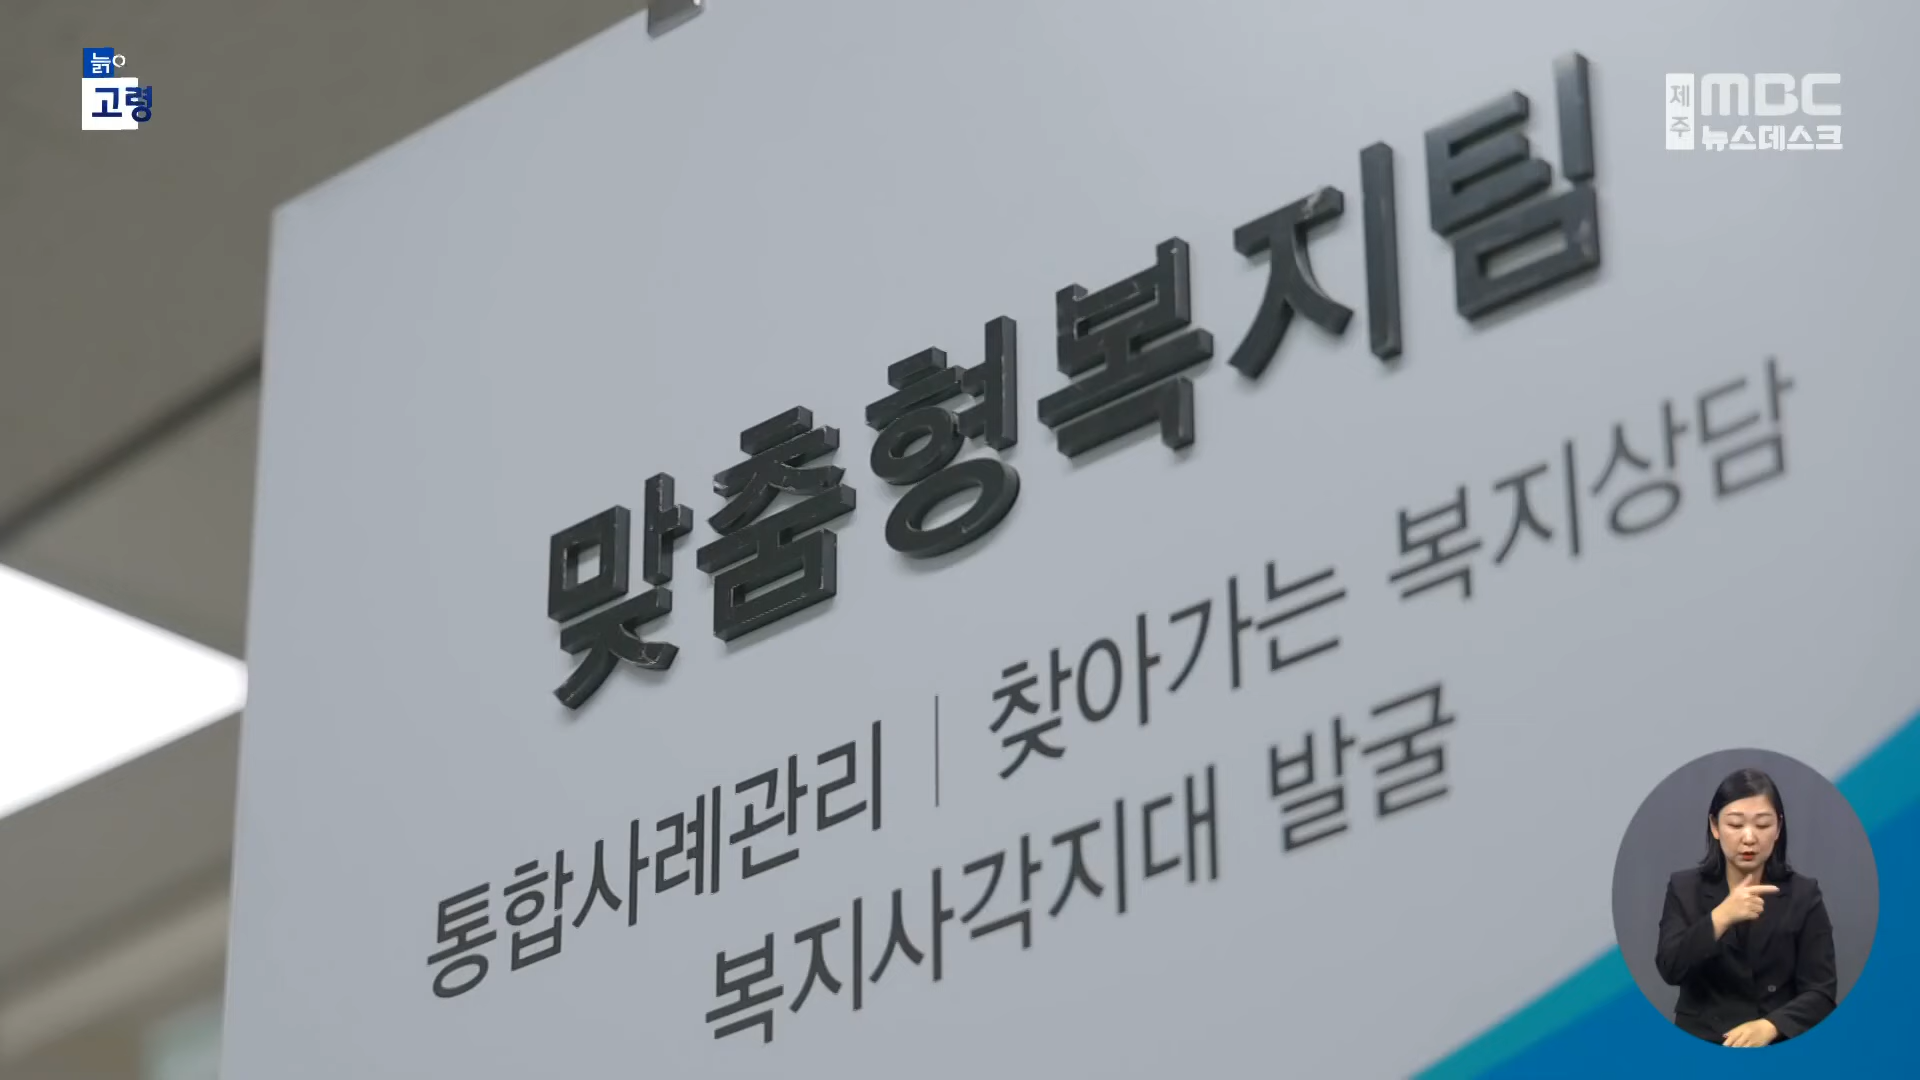 늙어
고령
제주 MBC
뉴스데스크
맞춤형복지팀
통합사례관리 | 찾아가는 복지상담
복지사각지대 발굴